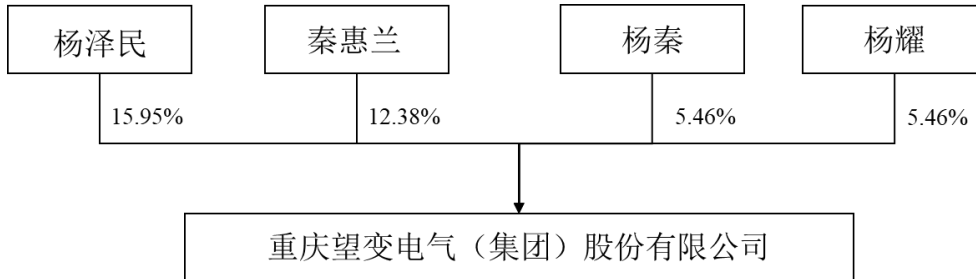 杨泽民 秦惠兰 杨秦 杨耀
15.95% 12.38% 5.46% 5.46%
重庆望变电气（集团）股份有限公司